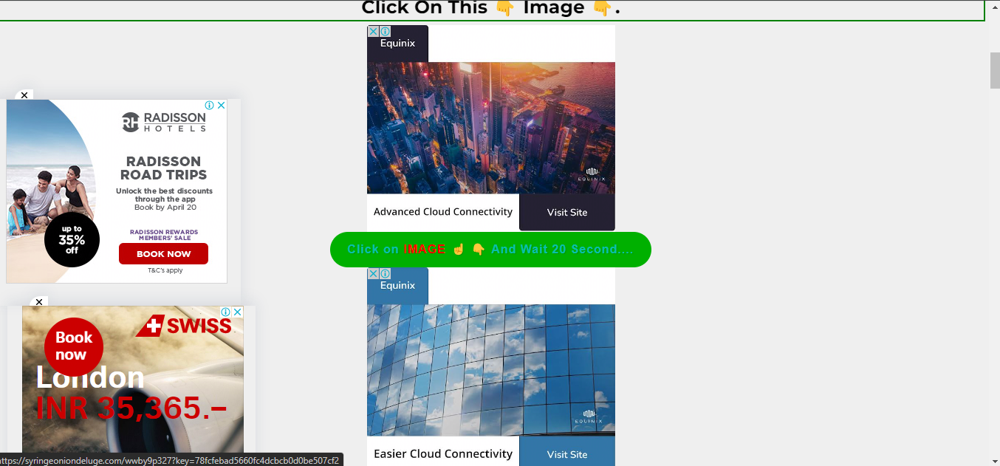 Click On This 👇 Image 👇.
Equinix
EQUINIX
Advanced Cloud Connectivity
Visit Site
RADISSON
HOTELS
RADISSON
ROAD TRIPS
Unlock the best discounts
through the app
Book by April 20
up to
35%
off
RADISSON REWARDS
MEMBERS' SALE
BOOK NOW
T&C's apply
Click on IMAGE ☝ 👇 And Wait 20 Second....
Equinix
EQUINIX
Easier Cloud Connectivity
Visit Site
SWISS
Book
now
London
INR 35,365.–
https://syringeoniondeluge.com/wwby9p327?key=78fcfebad5660fc4dcbcb0d0be507cf2